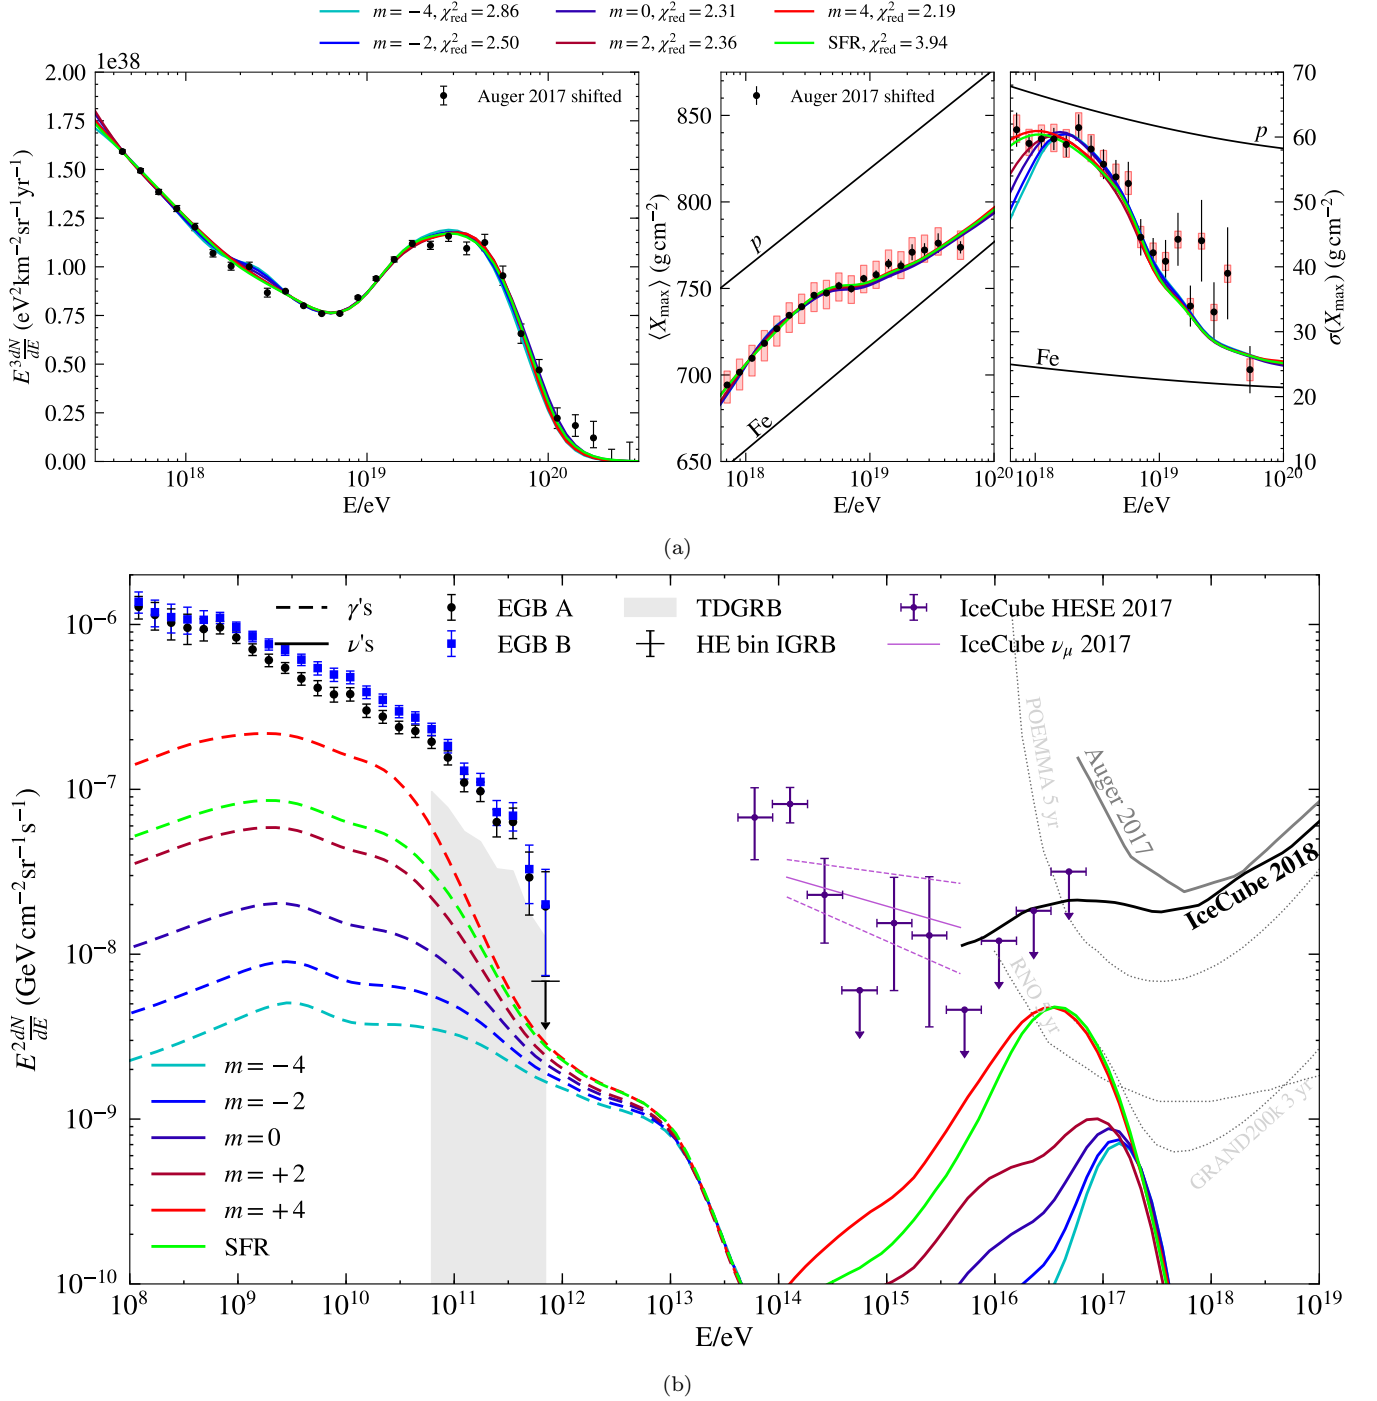 m = −4, χ²red=2.86
m = 0, χ²red=2.31
m = 4, χ²red=2.19
m = −2, χ²red=2.50
m = 2, χ²red=2.36
SFR, χ²red=3.94
1e38
2.00
1.75
1.50
1.25
1.00
0.75
0.50
0.25
0.00
E³ dN/dE (eV²km⁻²sr⁻¹yr⁻¹)
Auger 2017 shifted
10¹⁸
10¹⁹
10²⁰
E/eV
850
800
750
700
650
⟨Xmax⟩ (g cm⁻²)
Auger 2017 shifted
p
Fe
10¹⁸
10¹⁹
10²⁰
E/eV
p
Fe
70
60
50
40
30
20
10
σ(Xmax) (g cm⁻²)
10¹⁸
10¹⁹
10²⁰
E/eV
(a)
γ's
ν's
EGB A
EGB B
TDGRB
HE bin IGRB
IceCube HESE 2017
IceCube νμ 2017
10⁻⁶
10⁻⁷
10⁻⁸
10⁻⁹
10⁻¹⁰
E² dN/dE (GeV cm⁻²sr⁻¹s⁻¹)
POEMMA 5 yr
Auger 2017
IceCube 2018
RNO 5 yr
GRAND200k 3 yr
m = −4
m = −2
m = 0
m = +2
m = +4
SFR
10⁸
10⁹
10¹⁰
10¹¹
10¹²
10¹³
10¹⁴
10¹⁵
10¹⁶
10¹⁷
10¹⁸
10¹⁹
E/eV
(b)